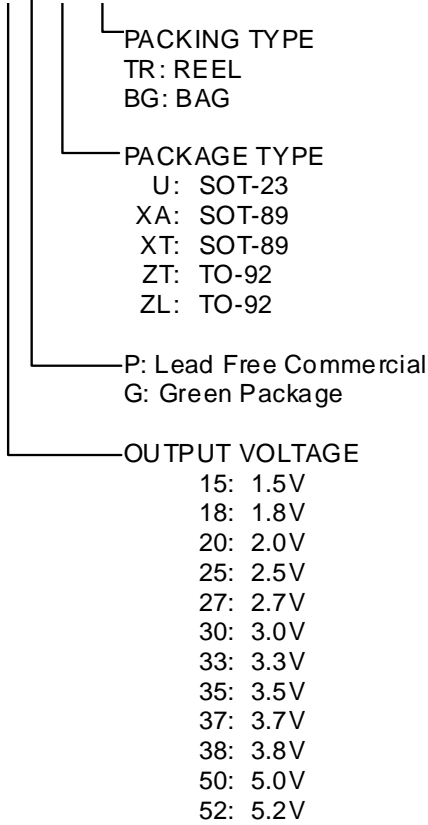 PACKING TYPE
TR: REEL
BG: BAG
PACKAGE TYPE
U: SOT-23
XA: SOT-89
XT: SOT-89
ZT: TO-92
ZL: TO-92
P: Lead Free Commercial
G: Green Package
OUTPUT VOLTAGE
15: 1.5V
18: 1.8V
20: 2.0V
25: 2.5V
27: 2.7V
30: 3.0V
33: 3.3V
35: 3.5V
37: 3.7V
38: 3.8V
50: 5.0V
52: 5.2V